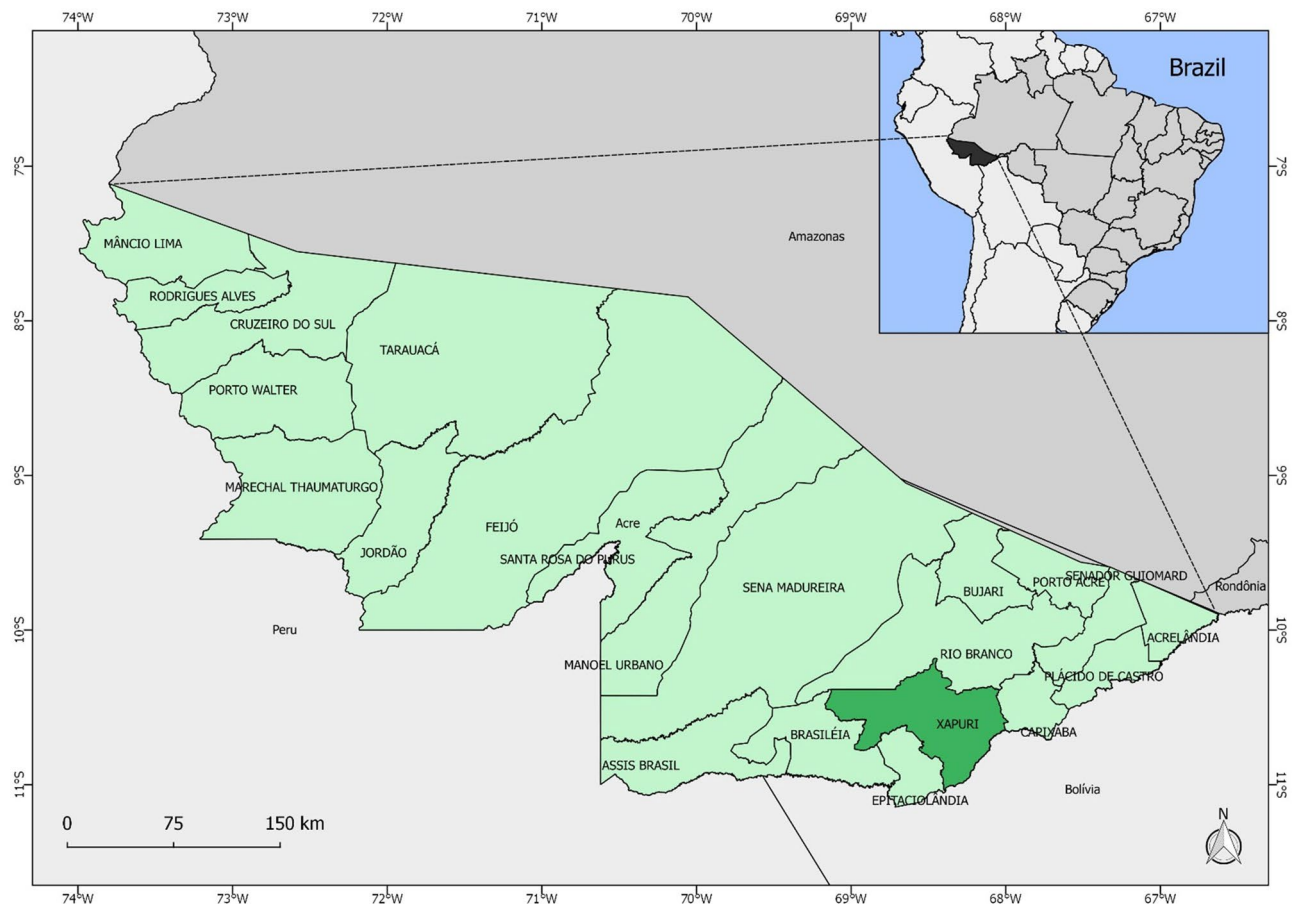 74°W 73°W 72°W 71°W 70°W 69°W 68°W 67°W
Brazil
7°S
7°S
Amazonas
MÂNCIO LIMA
RODRIGUES ALVES
8°S
CRUZEIRO DO SUL
8°S
TARAUACÁ
PORTO WALTER
9°S
9°S
MARECHAL THAUMATURGO
FEIJÓ
Acre
JORDÃO
SANTA ROSA DO PURUS
SENA MADUREIRA
BUJARI
PORTO ACRE
SENADOR GUIOMARD
Rondônia
10°S
Peru
10°S
ACRELÂNDIA
RIO BRANCO
MANOEL URBANO
PLÁCIDO DE CASTRO
XAPURI
BRASILÉIA
CAPIXABA
ASSIS BRASIL
11°S
Bolívia
11°S
EPITACIOLÂNDIA
0 75 150 km
N
74°W 73°W 72°W 71°W 70°W 69°W 68°W 67°W